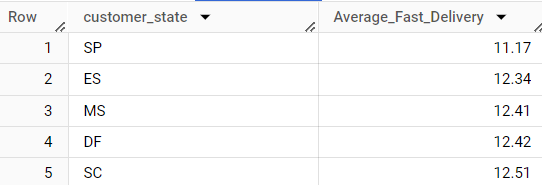 Row customer_state Average_Fast_Delivery
1 SP 11.17
2 ES 12.34
3 MS 12.41
4 DF 12.42
5 SC 12.51